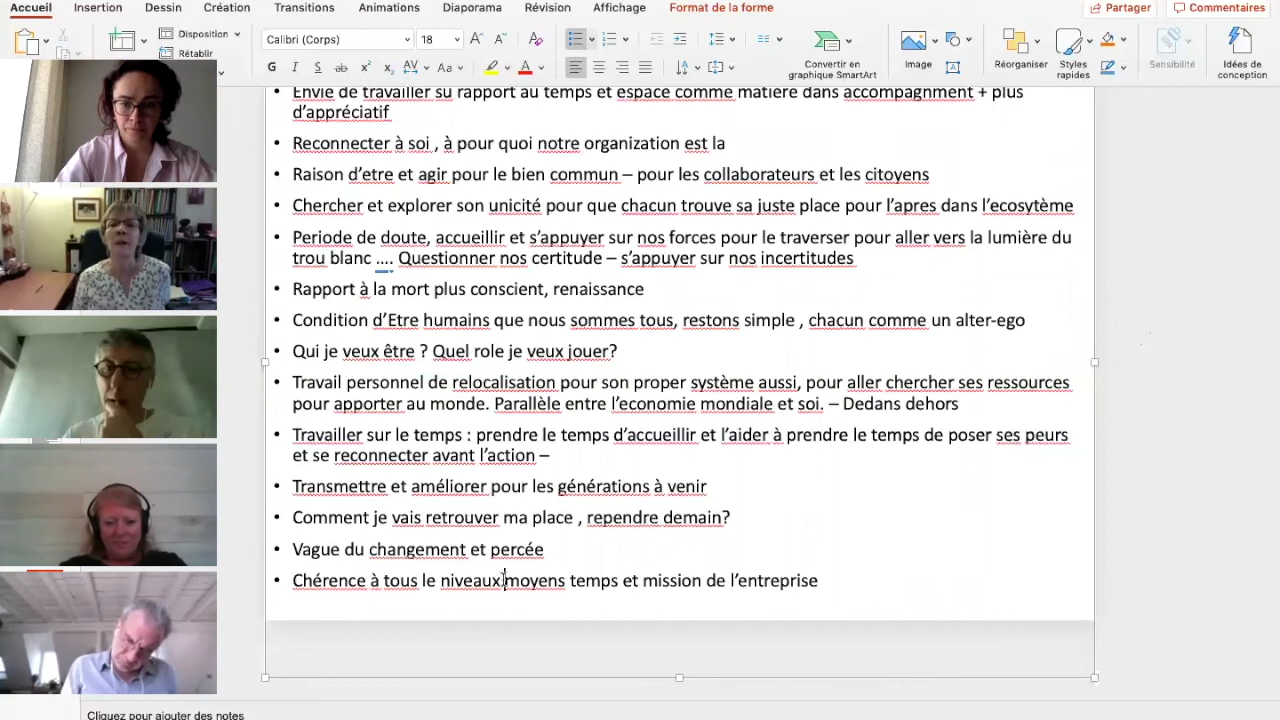 Accueil Insertion Dessin Création Transitions Animations Diaporama Révision Affichage Format de la forme Partager Commentaires
Disposition
Rétablir
Calibri (Corps) 18
Convertir en
graphique SmartArt
Image
Réorganiser
Styles
rapides
Sensibilité
Idées de
conception
Envie de travailler su rapport au temps et espace comme matière dans accompagnment + plus
d'appréciatif
Reconnecter à soi , à pour quoi notre organization est la
Raison d'etre et agir pour le bien commun – pour les collaborateurs et les citoyens
Chercher et explorer son unicité pour que chacun trouve sa juste place pour l'apres dans l'ecosytème
Periode de doute, accueillir et s'appuyer sur nos forces pour le traverser pour aller vers la lumière du
trou blanc .... Questionner nos certitude – s'appuyer sur nos incertitudes
Rapport à la mort plus conscient, renaissance
Condition d'Etre humains que nous sommes tous, restons simple , chacun comme un alter-ego
Qui je veux être ? Quel role je veux jouer?
Travail personnel de relocalisation pour son proper système aussi, pour aller chercher ses ressources
pour apporter au monde. Parallèle entre l'economie mondiale et soi. – Dedans dehors
Travailler sur le temps : prendre le temps d'accueillir et l'aider à prendre le temps de poser ses peurs
et se reconnecter avant l'action –
Transmettre et améliorer pour les générations à venir
Comment je vais retrouver ma place , rependre demain?
Vague du changement et percée
Chérence à tous le niveaux moyens temps et mission de l'entreprise
Cliquez pour ajouter des notes